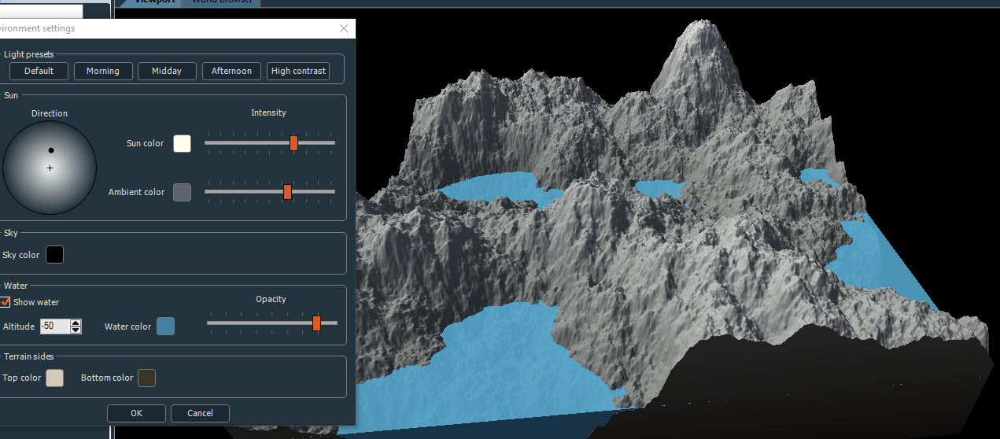 Viewport World Browser
vironment settings
Light presets
Default Morning Midday Afternoon High contrast
Sun
Direction
Intensity
Sun color
Ambient color
Sky
Sky color
Water
Show water
Opacity
Altitude -50 Water color
Terrain sides
Top color Bottom color
OK Cancel